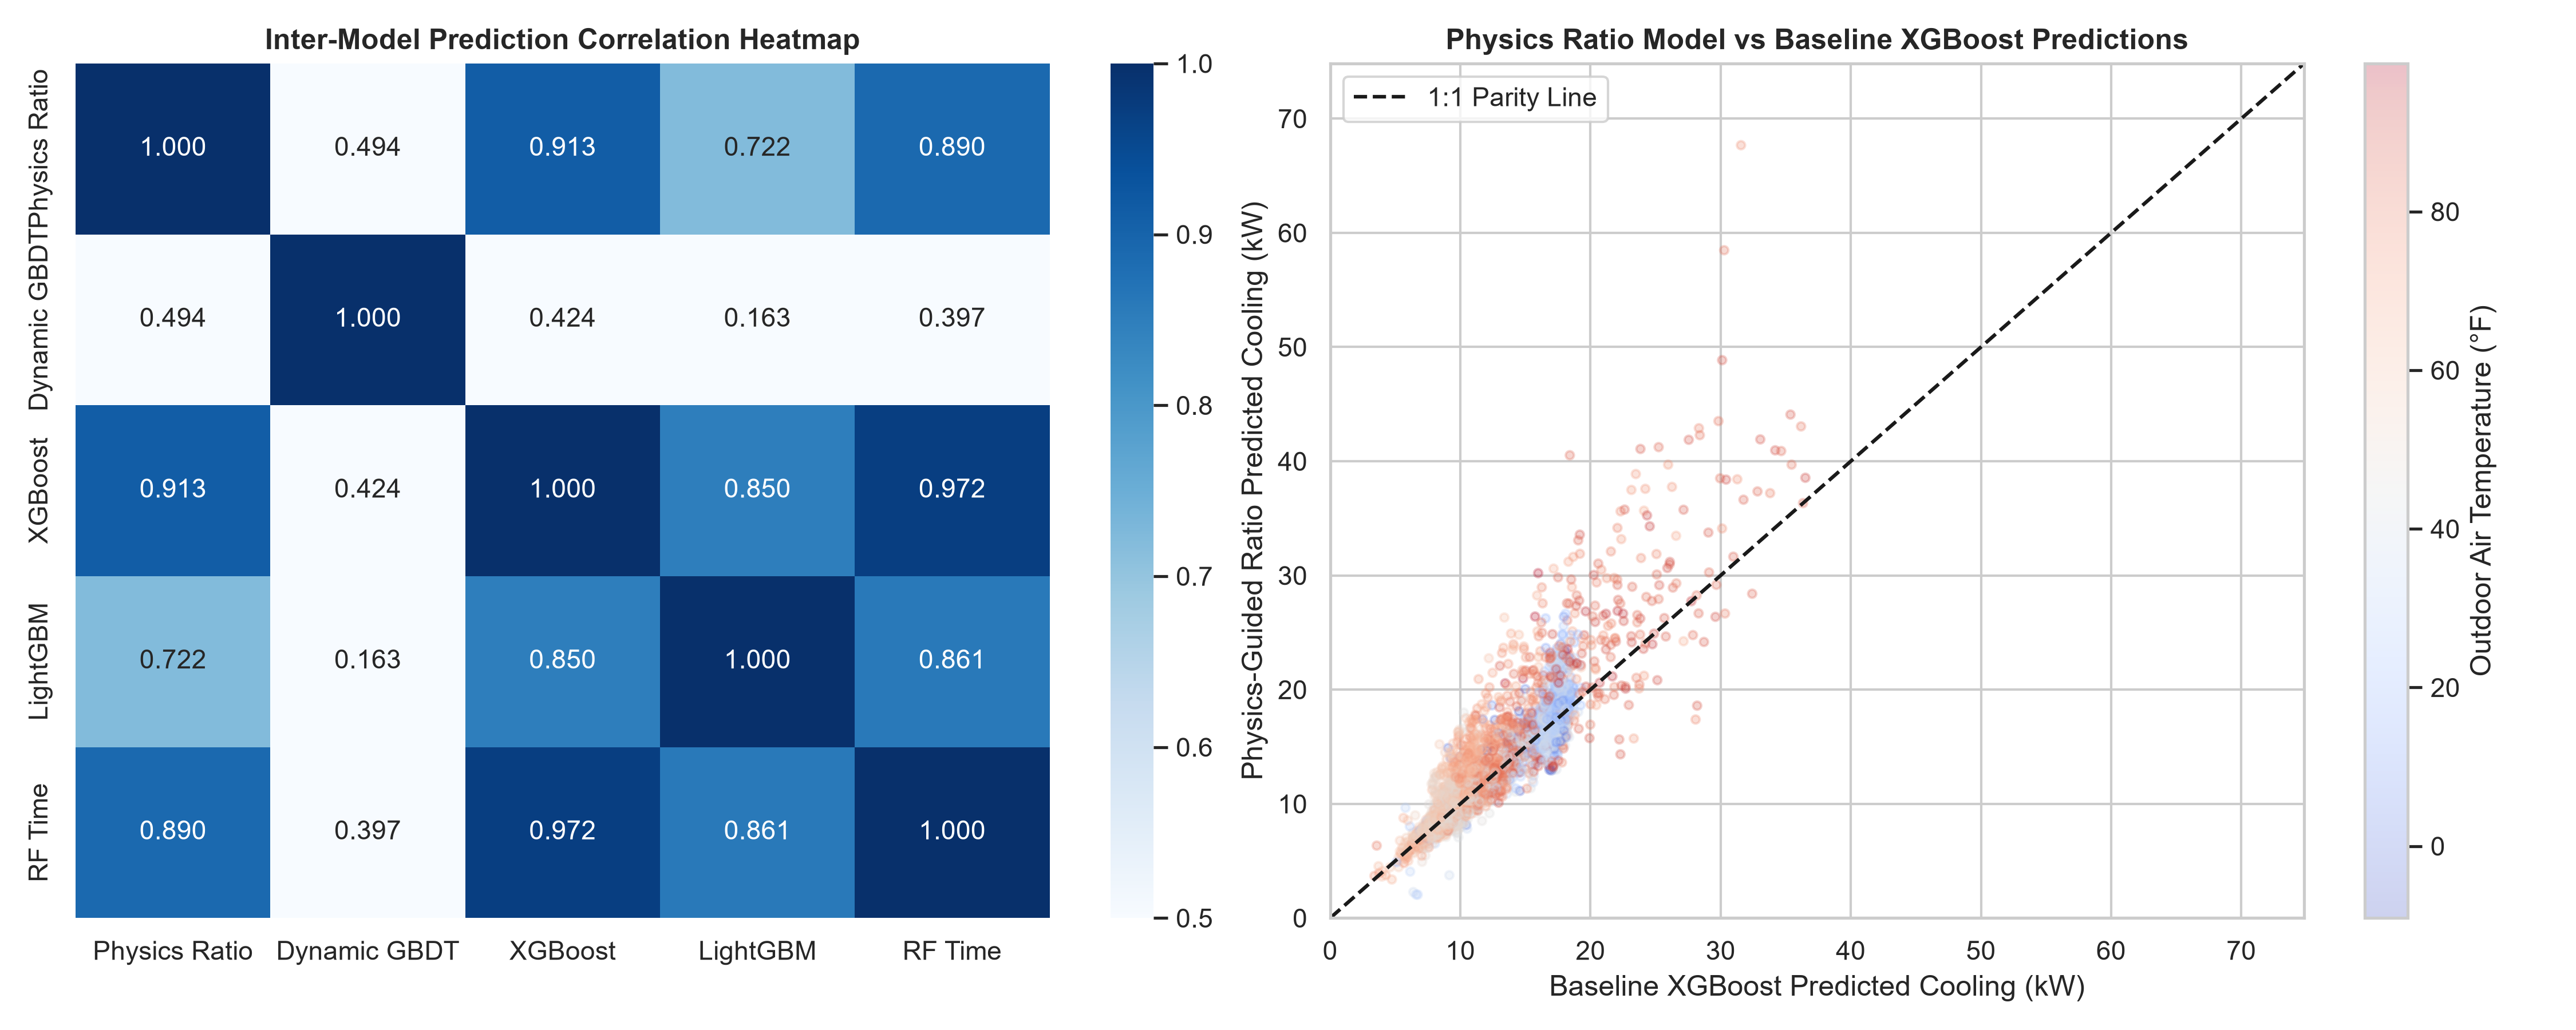 Inter-Model Prediction Correlation Heatmap
Physics Ratio
Dynamic GBDT
XGBoost
LightGBM
RF Time
1.000 0.494 0.913 0.722 0.890
0.494 1.000 0.424 0.163 0.397
0.913 0.424 1.000 0.850 0.972
0.722 0.163 0.850 1.000 0.861
0.890 0.397 0.972 0.861 1.000
Physics Ratio Dynamic GBDT XGBoost LightGBM RF Time
1.0
0.9
0.8
0.7
0.6
0.5
Physics Ratio Model vs Baseline XGBoost Predictions
1:1 Parity Line
Physics-Guided Ratio Predicted Cooling (kW)
70
60
50
40
30
20
10
0
0 10 20 30 40 50 60 70
Baseline XGBoost Predicted Cooling (kW)
80
60
40
20
0
Outdoor Air Temperature (°F)